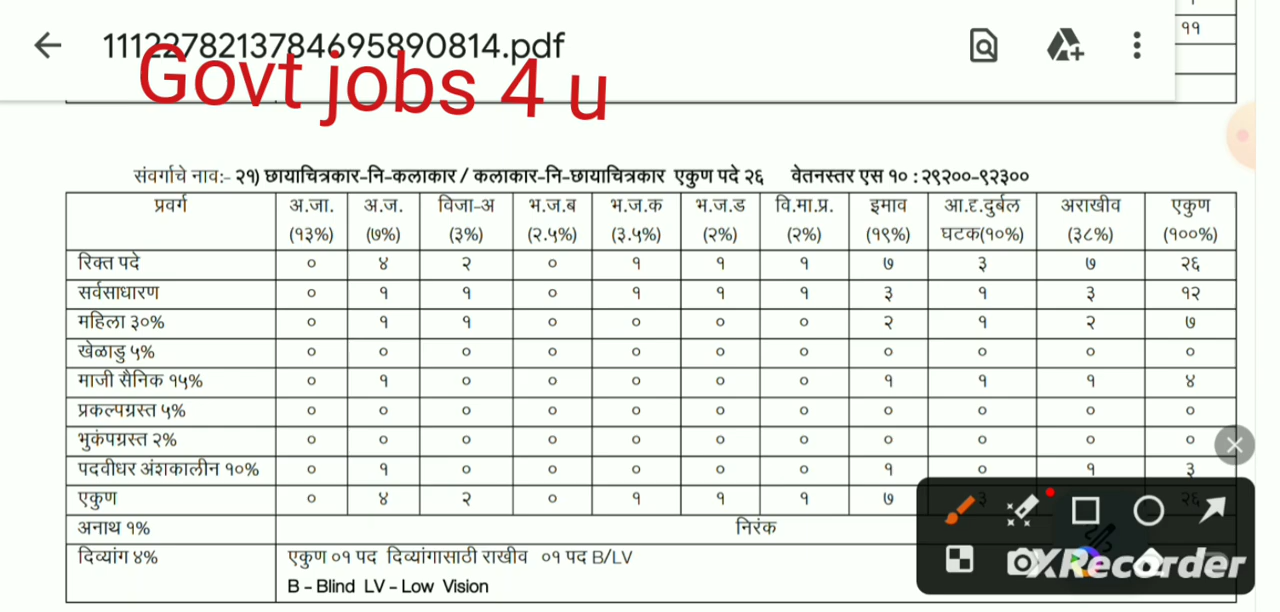 ११
1112278213784695890814.pdf
Govt jobs 4 u
संवर्गाचे नाव:- २१) छायाचित्रकार-नि-कलाकार / कलाकार-नि-छायाचित्रकार एकुण पदे २६ वेतनस्तर एस १० : २९२००-९२३००
प्रवर्ग अ.जा. (१३%) अ.ज. (७%) विजा-अ (३%) भ.ज.ब (२.५%) भ.ज.क (३.५%) भ.ज.ड (२%) वि.मा.प्र. (२%) इमाव (१९%) आ.दृ.दुर्बल घटक(१०%) अराखीव (३८%) एकुण (१००%)
रिक्त पदे ० ४ २ ० १ १ १ ७ ३ ७ २६
सर्वसाधारण ० १ १ ० १ १ १ ३ १ ३ १२
महिला ३०% ० १ १ ० ० ० ० २ १ २ ७
खेळाडु ५% ० ० ० ० ० ० ० ० ० ० ०
माजी सैनिक १५% ० १ ० ० ० ० ० १ १ १ ४
प्रकल्पग्रस्त ५% ० ० ० ० ० ० ० ० ० ० ०
भुकंपग्रस्त २% ० ० ० ० ० ० ० ० ० ० ०
पदवीधर अंशकालीन १०% ० १ ० ० ० ० ० १ ० १ ३
एकुण ० ४ २ ० १ १ १ ७ ३ २६
अनाथ १% निरंक
दिव्यांग ४% एकुण ०१ पद दिव्यांगासाठी राखीव ०१ पद B/LV
B – Blind LV – Low Vision
XRecorder